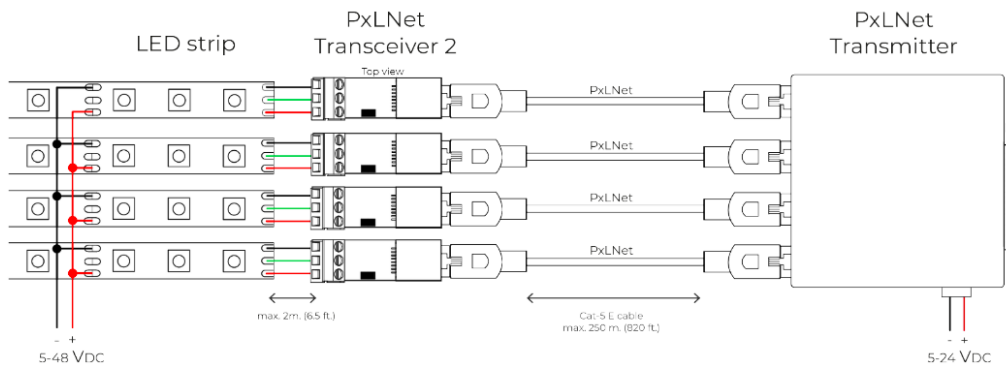 PxLNet
Transceiver 2
LED strip
Top view
PxLNet
Transmitter
PxLNet
PxLNet
PxLNet
PxLNet
max. 2m. (6.5 ft.)
Cat-5 E cable
max. 250 m. (820 ft.)
- +
5-48 VDC
- +
5-24 VDC